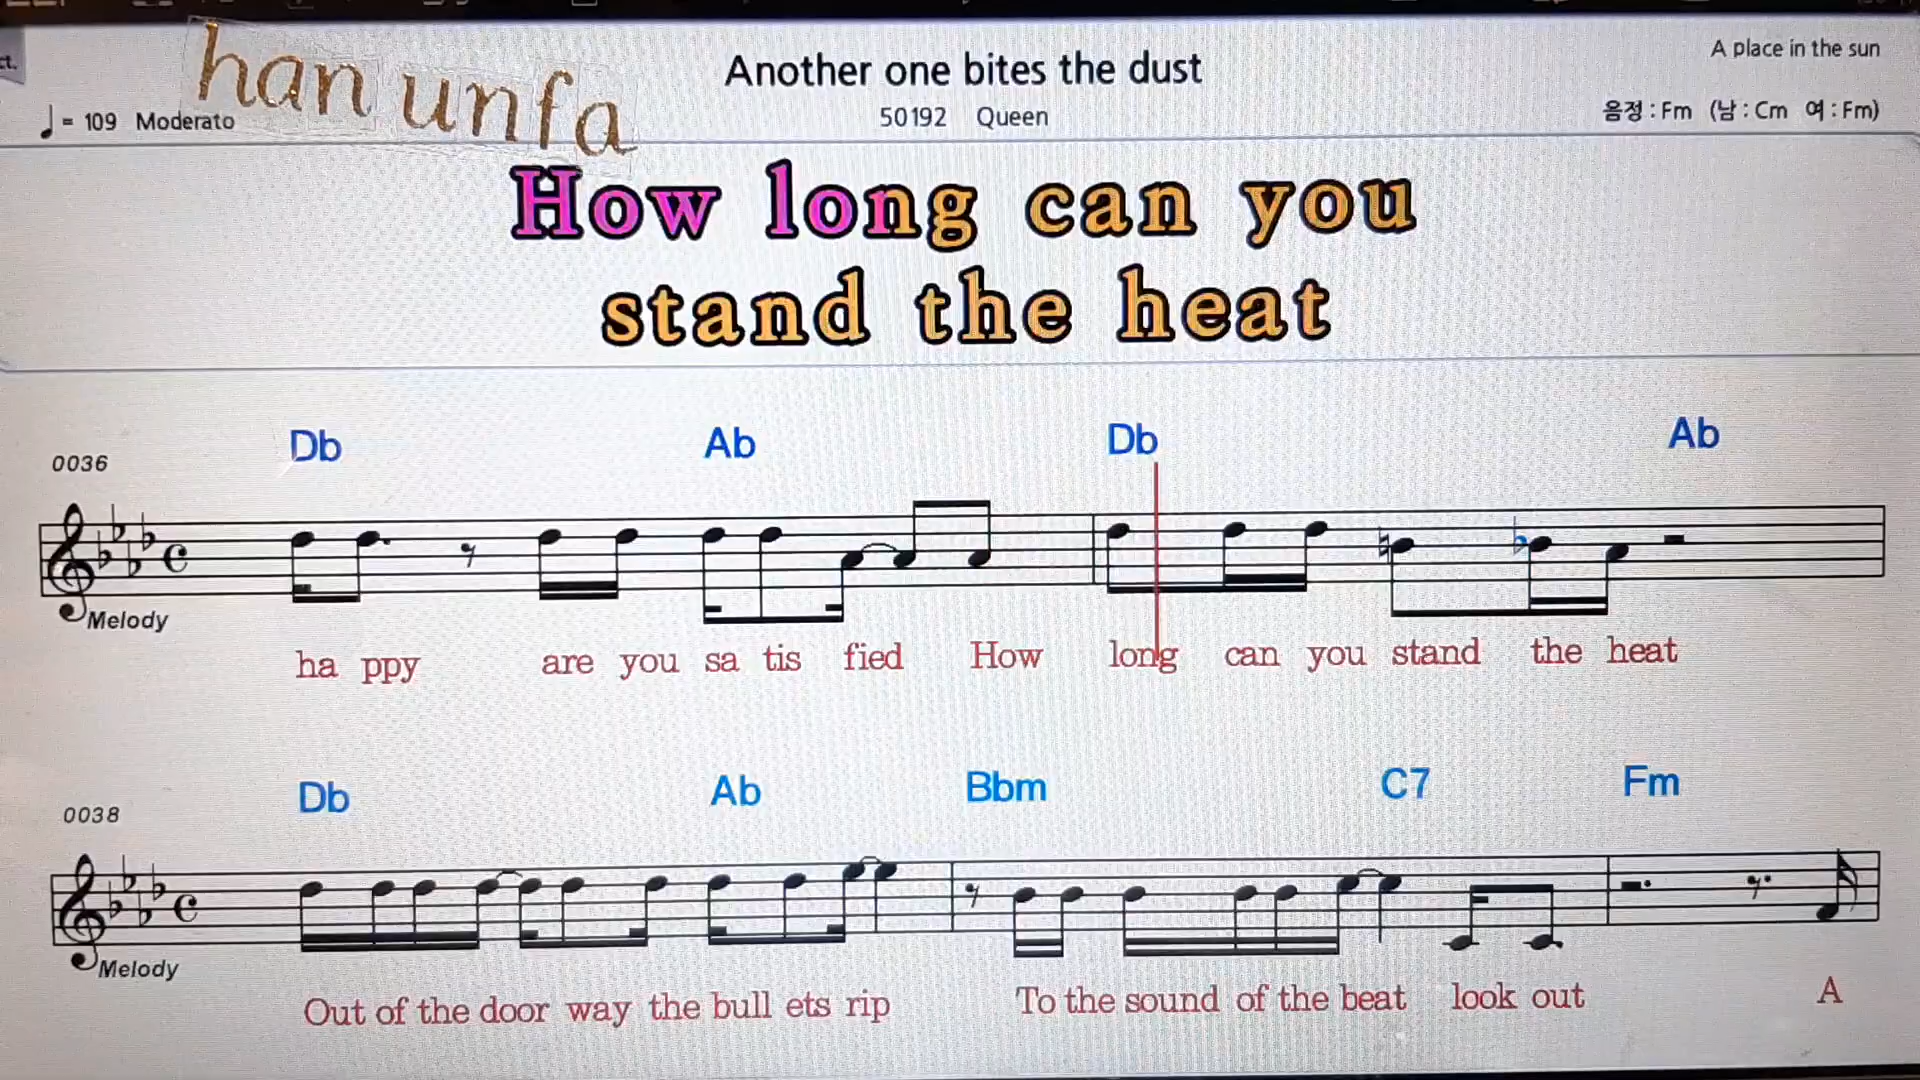 ct.
han unfa
Another one bites the dust
A place in the sun
= 109 Moderato
50192 Queen
음정 : Fm (남 : Cm 여 : Fm)
How long can you
stand the heat
Db Ab Db Ab
0036
Melody
ha ppy are you sa tis fied How long can you stand the heat
Db Ab Bbm C7 Fm
0038
Melody
Out of the door way the bull ets rip To the sound of the beat look out A